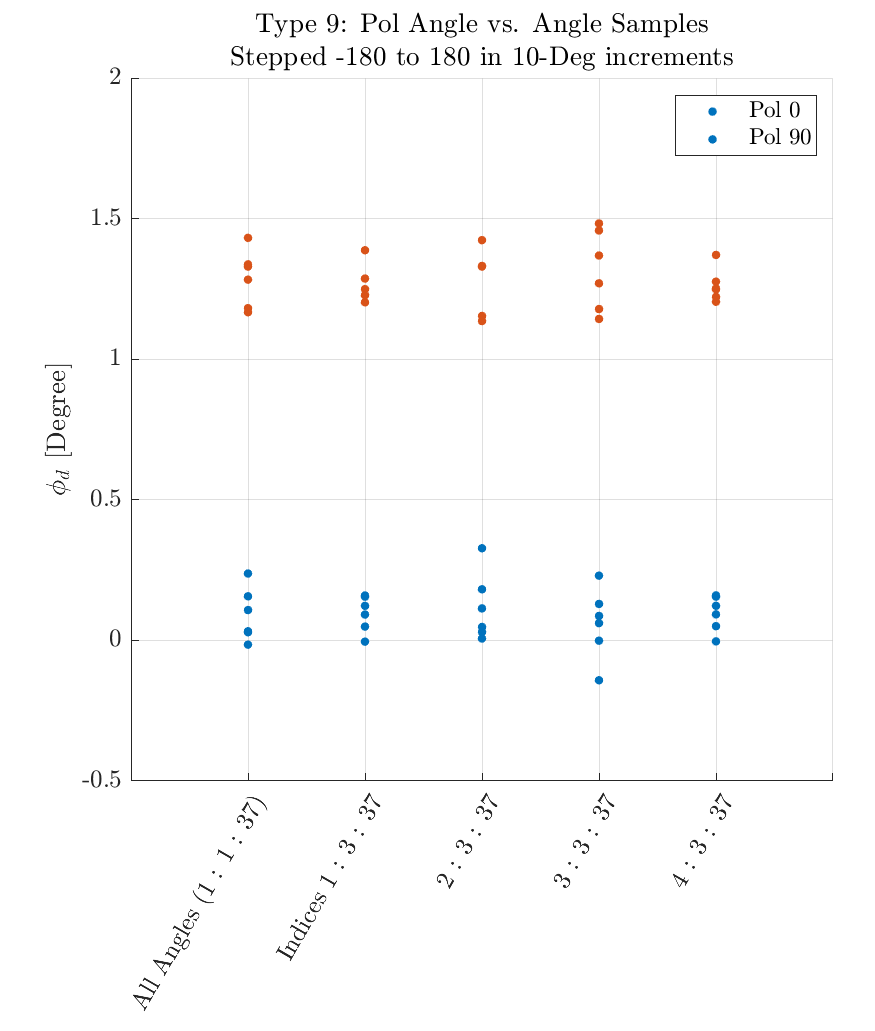 Type 9: Pol Angle vs. Angle Samples
Stepped -180 to 180 in 10-Deg increments
Pol 0
Pol 90
2
1.5
1
0.5
0
-0.5
ϕd [Degree]
All Angles (1 : 1 : 37)
Indices 1 : 3 : 37
2 : 3 : 37
3 : 3 : 37
4 : 3 : 37